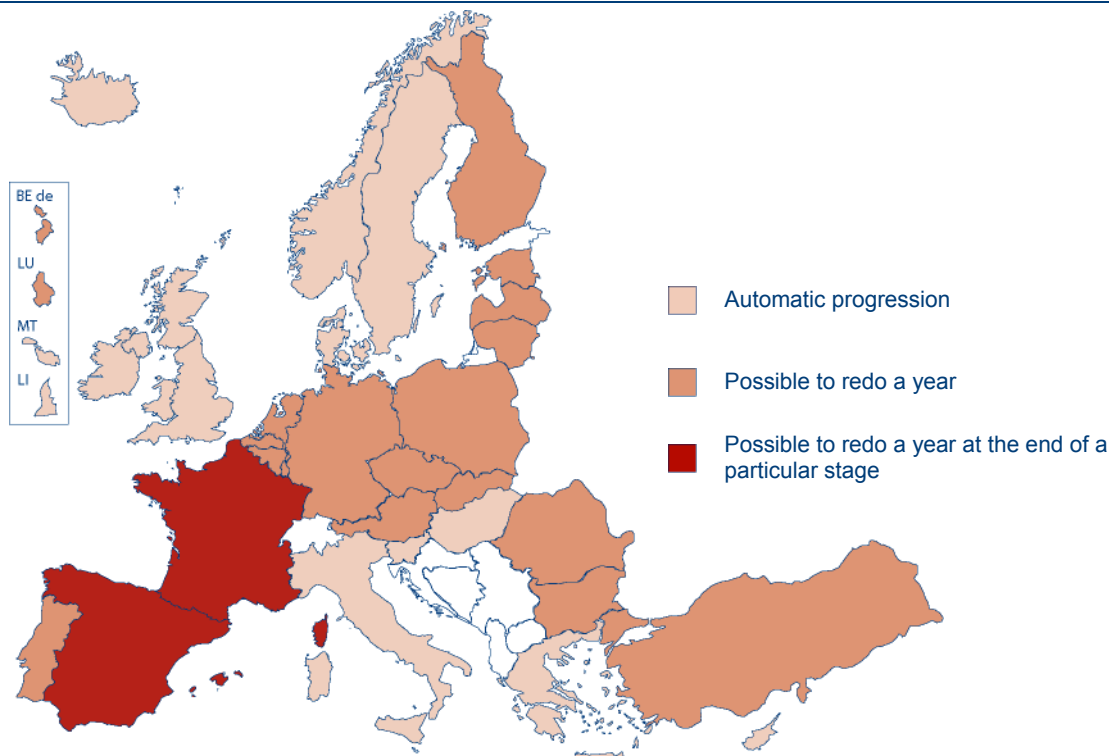 BE de
LU
MT
LI
Automatic progression
Possible to redo a year
Possible to redo a year at the end of a
particular stage